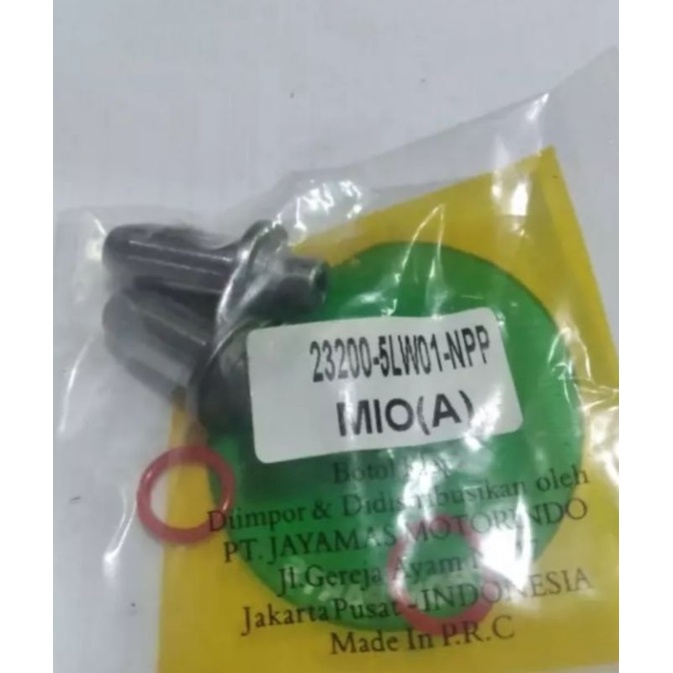 23200-5LW01-NPP
MIO(A)
Botol
Diimpor & Didistribusikan oleh
PT. JAYAMAS MOTORINDO
Jl.Gereja Ayam
Jakarta Pusat - INDONESIA
Made In P.R.C